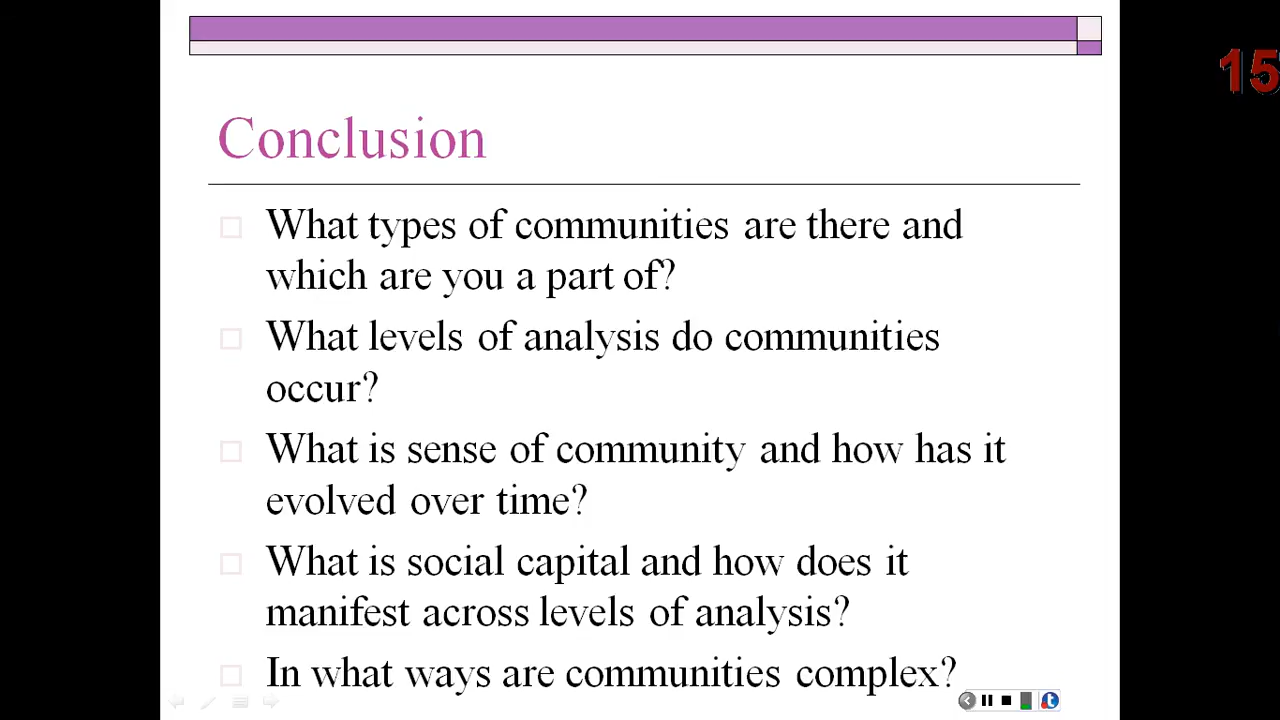 15
Conclusion
What types of communities are there and
which are you a part of?
What levels of analysis do communities
occur?
What is sense of community and how has it
evolved over time?
What is social capital and how does it
manifest across levels of analysis?
In what ways are communities complex?
t